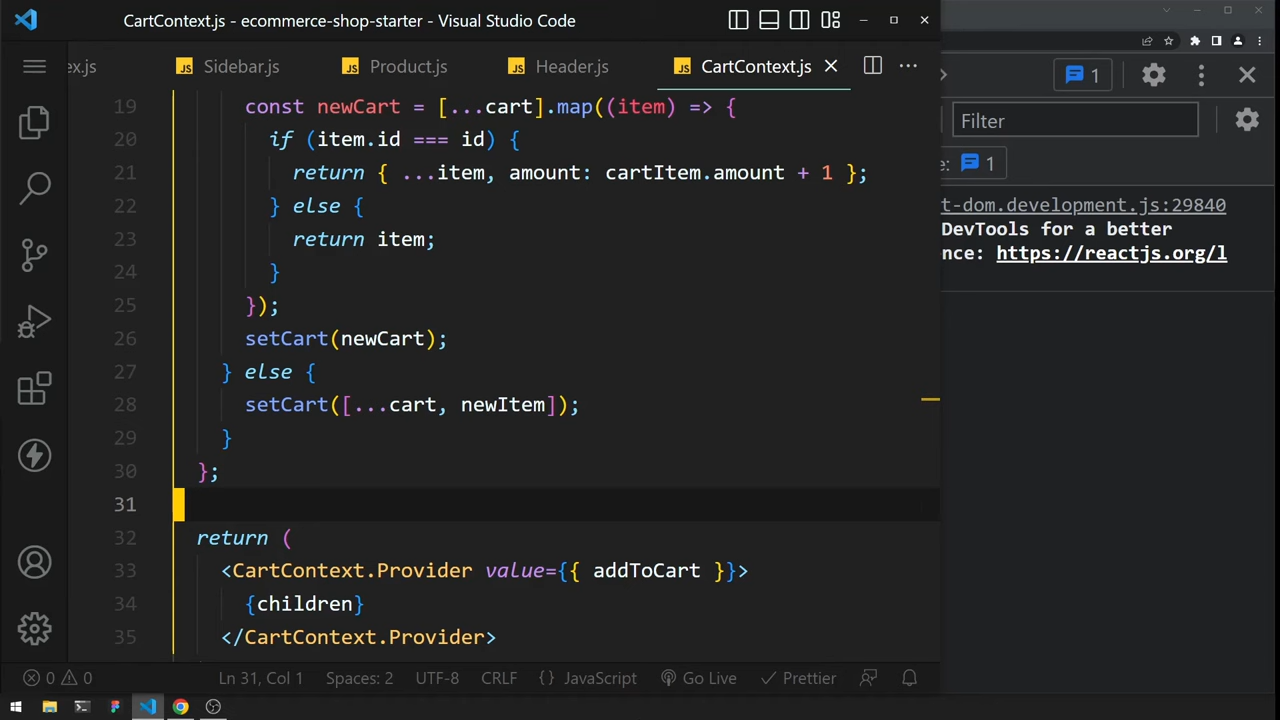 CartContext.js - ecommerce-shop-starter - Visual Studio Code
ex.js
JS Sidebar.js
JS Product.js
JS Header.js
JS CartContext.js
1
Filter
e: 1
t-dom.development.js:29840
DevTools for a better
nce: https://reactjs.org/l
19 const newCart = [...cart].map((item) => {
20 if (item.id === id) {
21 return { ...item, amount: cartItem.amount + 1 };
22 } else {
23 return item;
24 }
25 });
26 setCart(newCart);
27 } else {
28 setCart([...cart, newItem]);
29 }
30 };
31
32 return (
33 <CartContext.Provider value={{ addToCart }}>
34 {children}
35 </CartContext.Provider>
0 0 Ln 31, Col 1 Spaces: 2 UTF-8 CRLF {} JavaScript Go Live Prettier